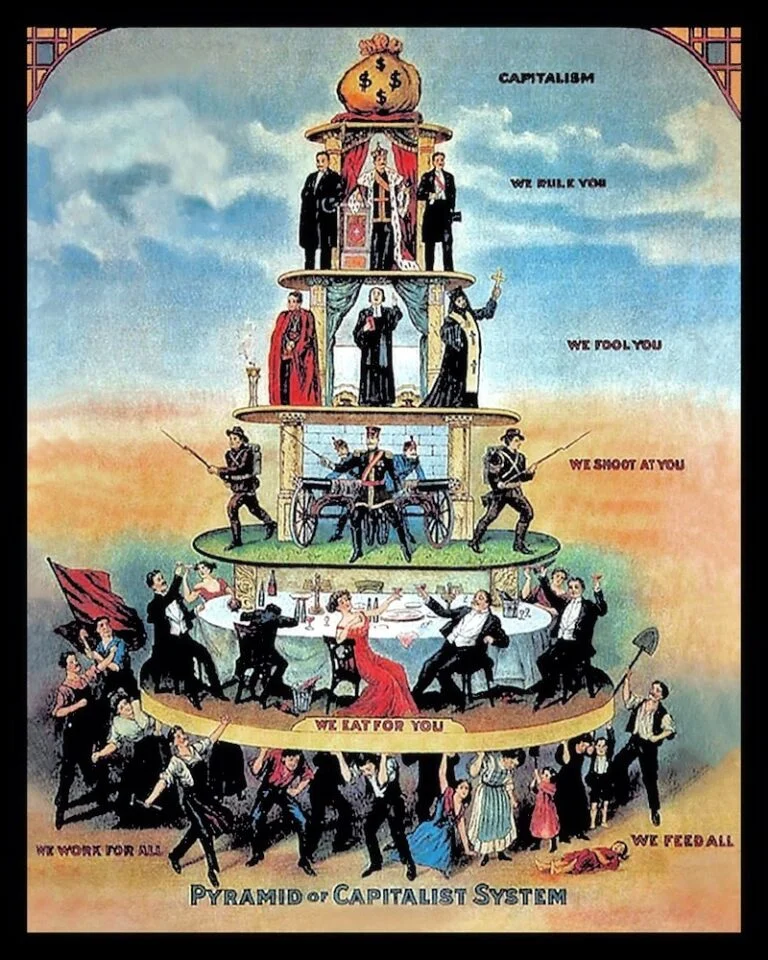 CAPITALISM
WE RULE YOU
WE FOOL YOU
WE SHOOT AT YOU
WE EAT FOR YOU
WE WORK FOR ALL
WE FEED ALL
PYRAMID OF CAPITALIST SYSTEM